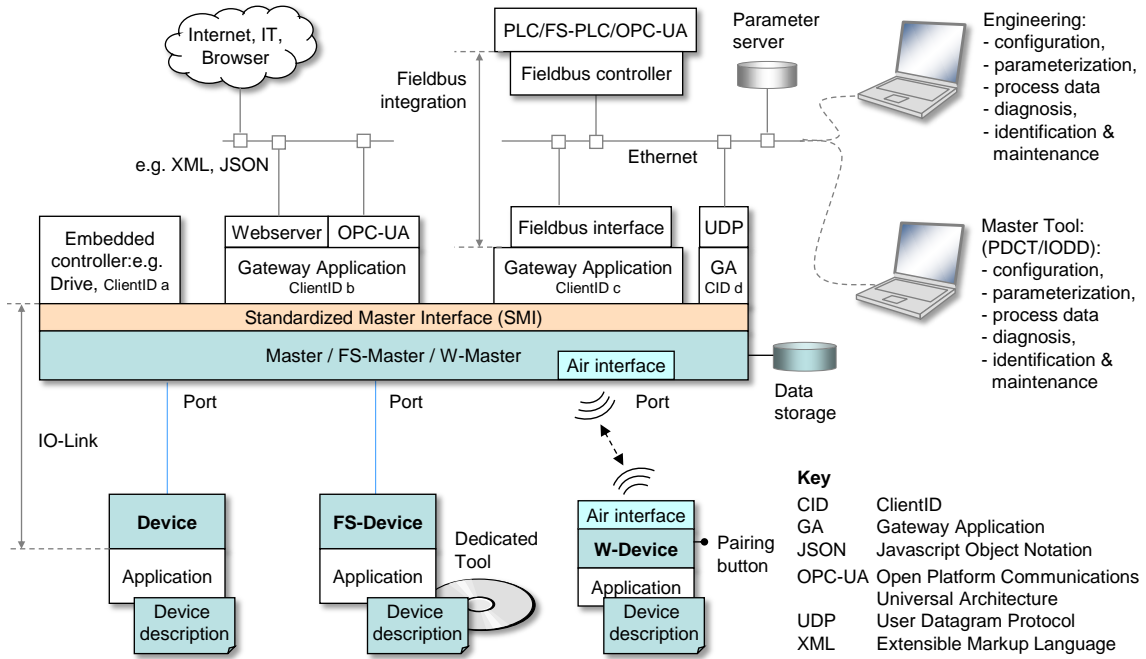 Internet, IT,
Browser
PLC/FS-PLC/OPC-UA
Fieldbus controller
Fieldbus
integration
Parameter
server
Engineering:
- configuration,
- parameterization,
- process data
- diagnosis,
- identification &
maintenance
e.g. XML, JSON
Ethernet
Embedded
controller:e.g.
Drive, ClientID a
Webserver
OPC-UA
Gateway Application
ClientID b
Fieldbus interface
Gateway Application
ClientID c
UDP
GA
CID d
Master Tool:
(PDCT/IODD):
- configuration,
- parameterization,
- process data
- diagnosis,
- identification &
maintenance
Standardized Master Interface (SMI)
Master / FS-Master / W-Master
Air interface
Data
storage
Port
Port
Port
IO-Link
Device
Application
Device
description
FS-Device
Application
Device
description
Dedicated
Tool
Air interface
W-Device
Application
Device
description
Pairing
button
Key
CID ClientID
GA Gateway Application
JSON Javascript Object Notation
OPC-UA Open Platform Communications
Universal Architecture
UDP User Datagram Protocol
XML Extensible Markup Language